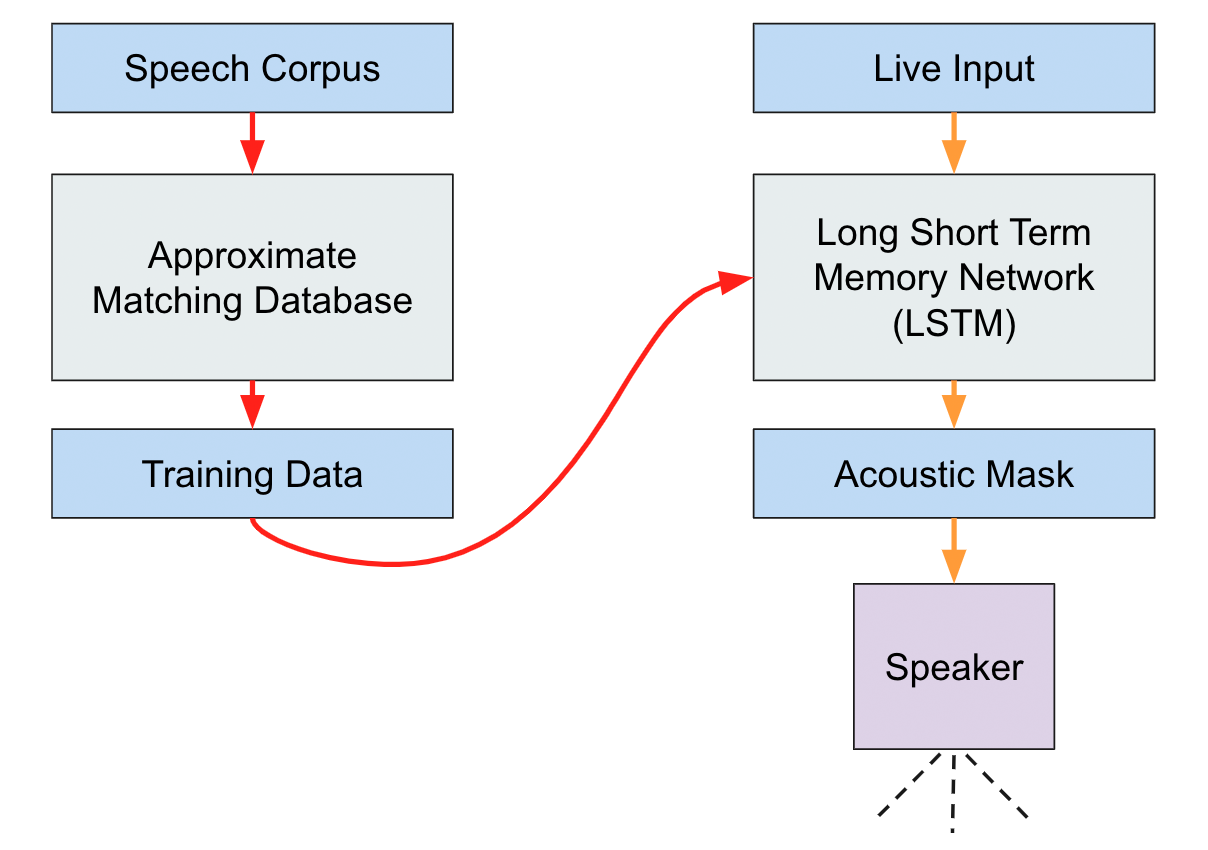 Speech Corpus
Approximate
Matching Database
Training Data
Live Input
Long Short Term
Memory Network
(LSTM)
Acoustic Mask
Speaker